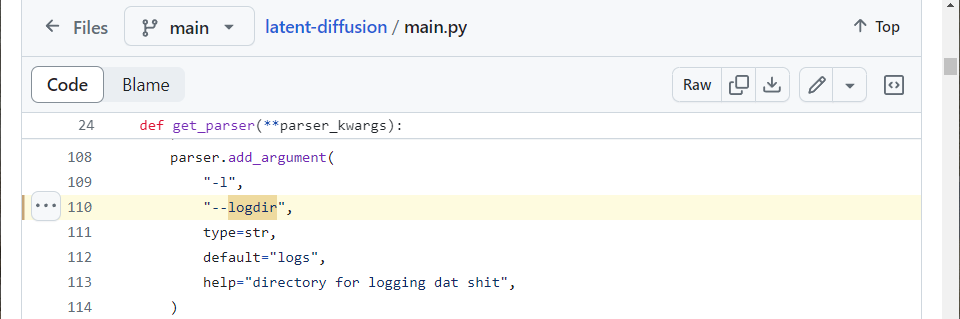 Files main latent-diffusion / main.py Top
Code Blame Raw
24 def get_parser(**parser_kwargs):
108 parser.add_argument(
109 "-l",
110 "--logdir",
111 type=str,
112 default="logs",
113 help="directory for logging dat shit",
114 )